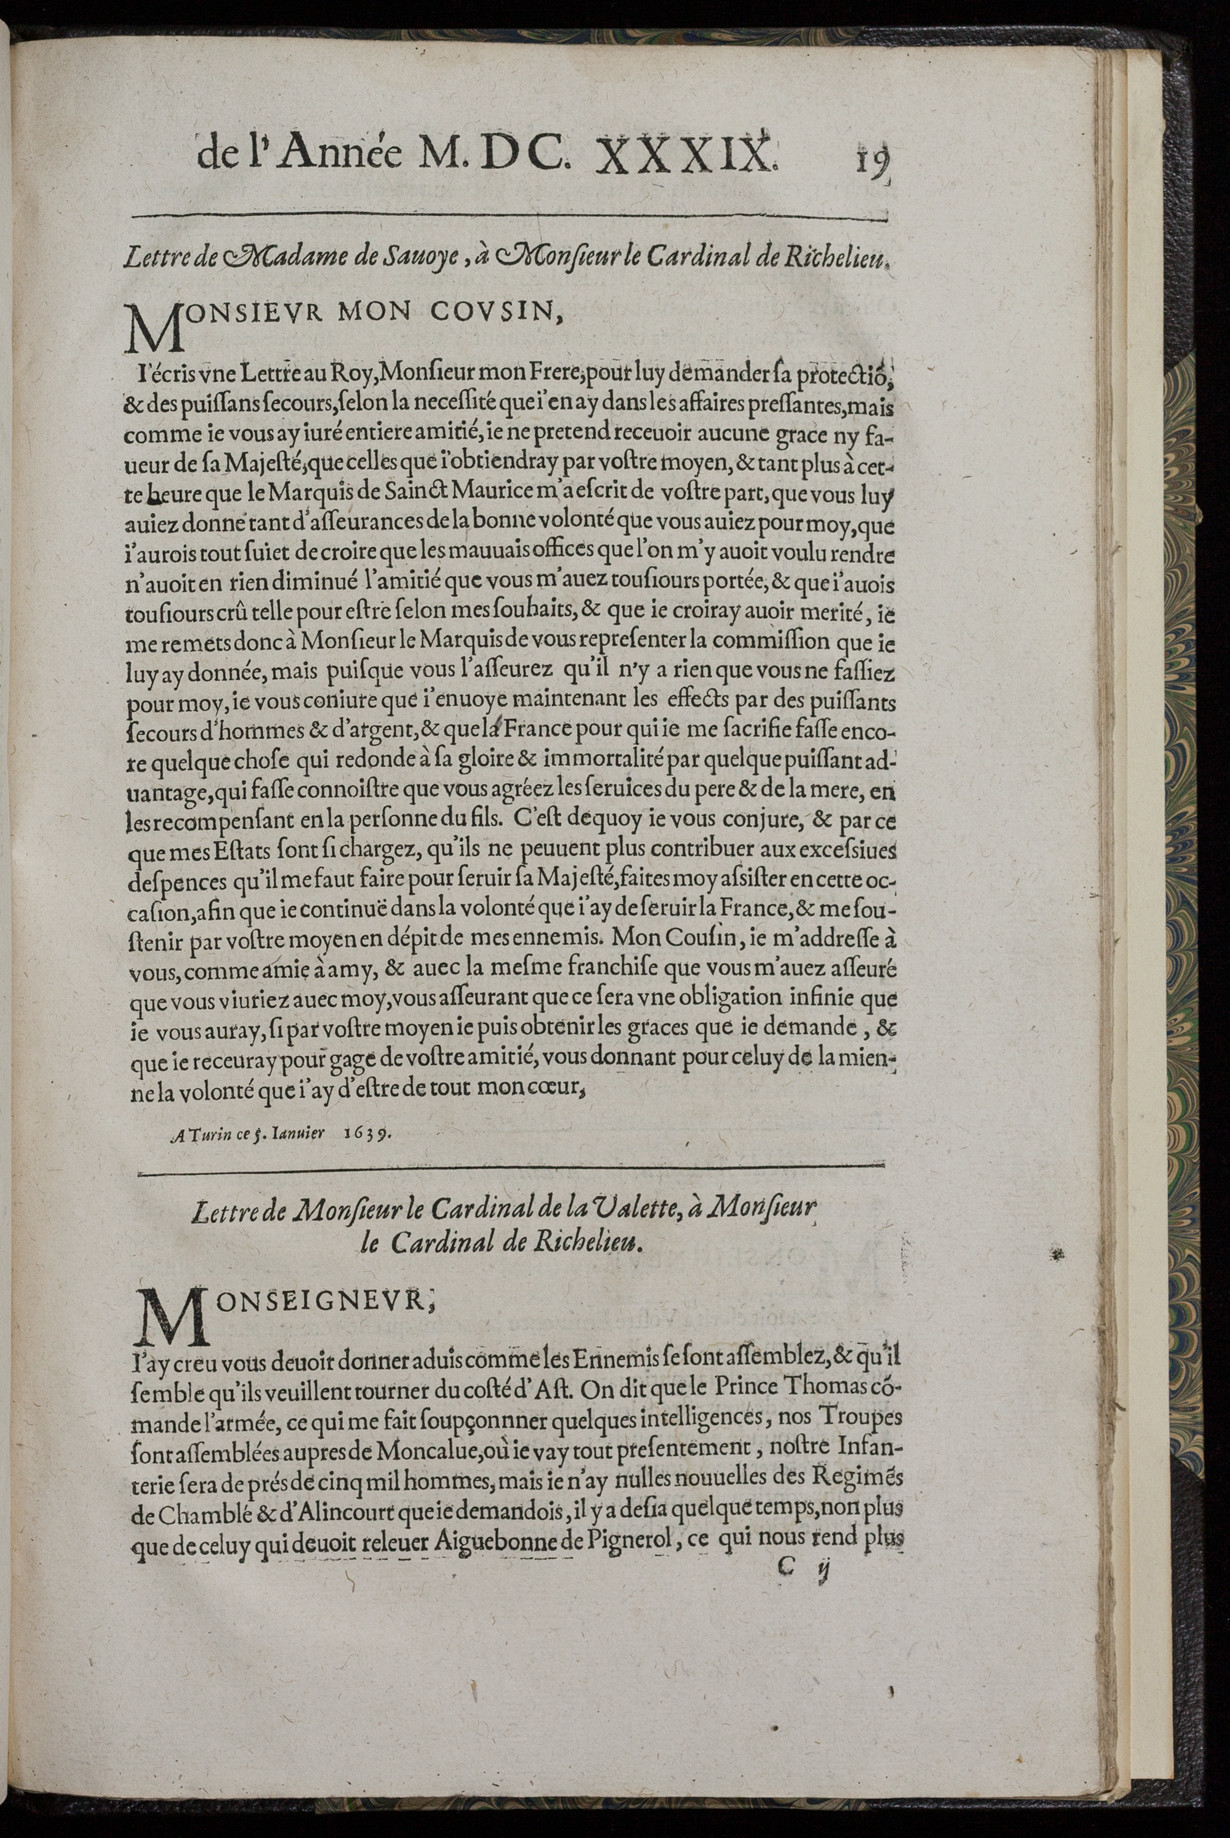 de l'Année M. DC. XXXIX. 19
Lettre de Madame de Sauoye, à Monſieur le Cardinal de Richelieu.
MONSIEVR MON COVSIN,
I'écris vne Lettre au Roy, Monſieur mon Frere, pour luy demander ſa protectiõ,
& des puiſſans ſecours, ſelon la neceſſité que i'en ay dans les affaires preſſantes, mais
comme ie vous ay iuré entiere amitié, ie ne pretend receuoir aucune grace ny fa-
ueur de ſa Majeſté, que celles que i'obtiendray par voſtre moyen, & tant plus à cet-
te heure que le Marquis de Sainct Maurice m'a eſcrit de voſtre part, que vous luy
auiez donné tant d'aſſeurances de la bonne volonté que vous auiez pour moy, que
i'aurois tout ſuiet de croire que les mauuais offices que l'on m'y auoit voulu rendre
n'auoit en rien diminué l'amitié que vous m'auez touſiours portée, & que i'auois
touſiours crû telle pour eſtre ſelon mes ſouhaits, & que ie croiray auoir merité, ie
me remets donc à Monſieur le Marquis de vous repreſenter la commiſſion que ie
luy ay donnée, mais puiſque vous l'aſſeurez qu'il n'y a rien que vous ne faſſiez
pour moy, ie vous coniure que i'enuoye maintenant les effects par des puiſſants
ſecours d'hommes & d'argent, & que la France pour qui ie me ſacrifie faſſe enco-
re quelque choſe qui redonde à ſa gloire & immortalité par quelque puiſſant ad-
uantage, qui faſſe connoiſtre que vous agréez les ſeruices du pere & de la mere, en
les recompenſant en la perſonne du fils. C'eſt dequoy ie vous conjure, & par ce
que mes Eſtats ſont ſi chargez, qu'ils ne peuuent plus contribuer aux exceſsiues
deſpences qu'il me faut faire pour ſeruir ſa Majeſté, faites moy aſsiſter en cette oc-
caſion, afin que ie continuë dans la volonté que i'ay de ſeruir la France, & me ſou-
ſtenir par voſtre moyen en dépit de mes ennemis. Mon Couſin, ie m'addreſſe à
vous, comme amie à amy, & auec la meſme franchiſe que vous m'auez aſſeuré
que vous viuriez auec moy, vous aſſeurant que ce ſera vne obligation infinie que
ie vous auray, ſi par voſtre moyen ie puis obtenir les graces que ie demande, &
que ie receuray pour gage de voſtre amitié, vous donnant pour celuy de la mien-
ne la volonté que i'ay d'eſtre de tout mon cœur,
A Turin ce 5. Ianuier 1639.
Lettre de Monſieur le Cardinal de la Valette, à Monſieur
le Cardinal de Richelieu.
MONSEIGNEVR,
I'ay creu vous deuoir donner aduis comme les Ennemis ſe ſont aſſemblez, & qu'il
ſemble qu'ils veuillent tourner du coſté d'Aſt. On dit que le Prince Thomas cõ-
mande l'armée, ce qui me fait ſoupçonnner quelques intelligences, nos Troupes
ſont aſſemblées aupres de Moncalue, où ie vay tout preſentement, noſtre Infan-
terie ſera de prés de cinq mil hommes, mais ie n'ay nulles nouuelles des Regimẽs
de Chamblé & d'Alincourt que ie demandois, il y a deſia quelque temps, non plus
que de celuy qui deuoit releuer Aiguebonne de Pignerol, ce qui nous rend plus
C ij